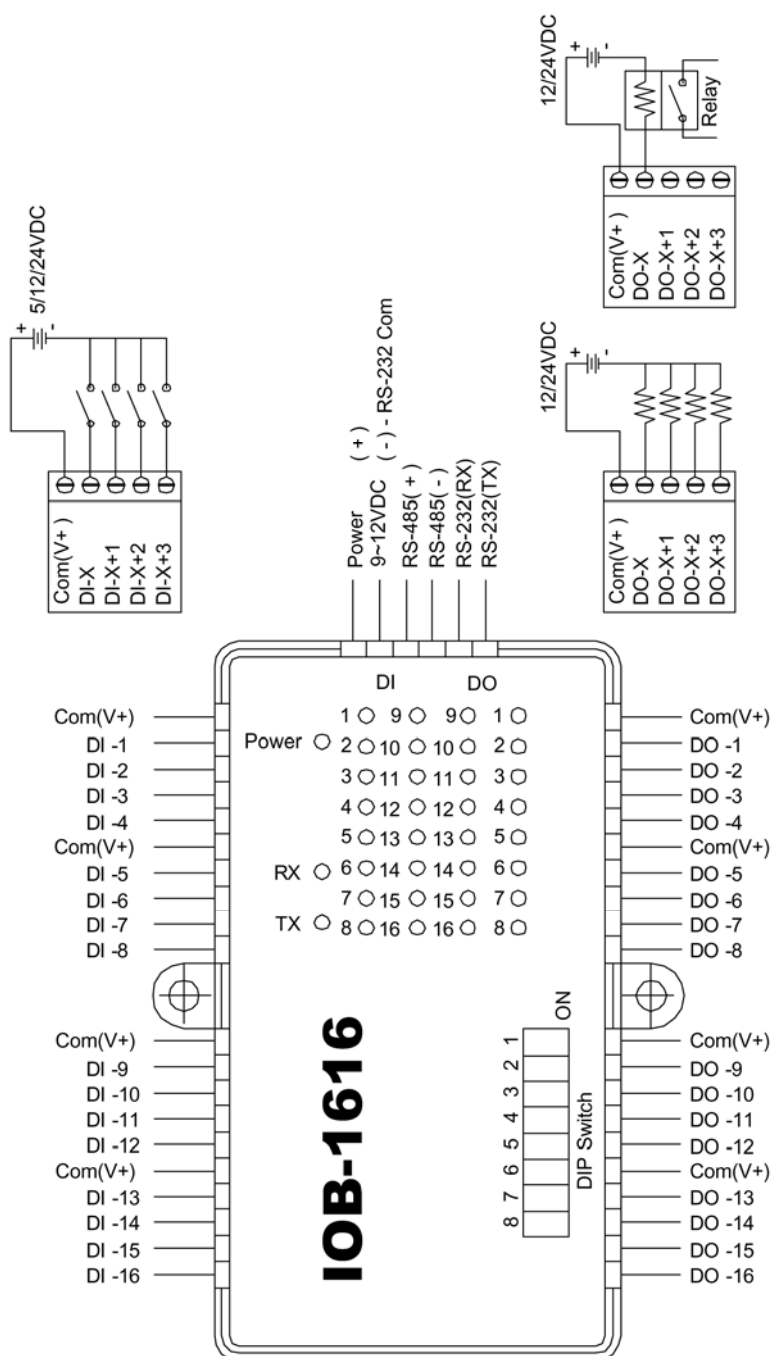 12/24VDC
+
-
Relay
Com(V+)
DO-X
DO-X+1
DO-X+2
DO-X+3
5/12/24VDC
+
-
Com(V+)
DI-X
DI-X+1
DI-X+2
DI-X+3
12/24VDC
+
-
Com(V+)
DO-X
DO-X+1
DO-X+2
DO-X+3
Power (+)
9~12VDC (-) - RS-232 Com
RS-485(+)
RS-485(-)
RS-232(RX)
RS-232(TX)
DI DO
1 9 9 1
Power 2 10 10 2
3 11 11 3
4 12 12 4
5 13 13 5
RX 6 14 14 6
7 15 15 7
TX 8 16 16 8
Com(V+)
DI -1
DI -2
DI -3
DI -4
Com(V+)
DI -5
DI -6
DI -7
DI -8
Com(V+)
DI -9
DI -10
DI -11
DI -12
Com(V+)
DI -13
DI -14
DI -15
DI -16
Com(V+)
DO -1
DO -2
DO -3
DO -4
Com(V+)
DO -5
DO -6
DO -7
DO -8
Com(V+)
DO -9
DO -10
DO -11
DO -12
Com(V+)
DO -13
DO -14
DO -15
DO -16
IOB-1616
ON
8 7 6 5 4 3 2 1
DIP Switch